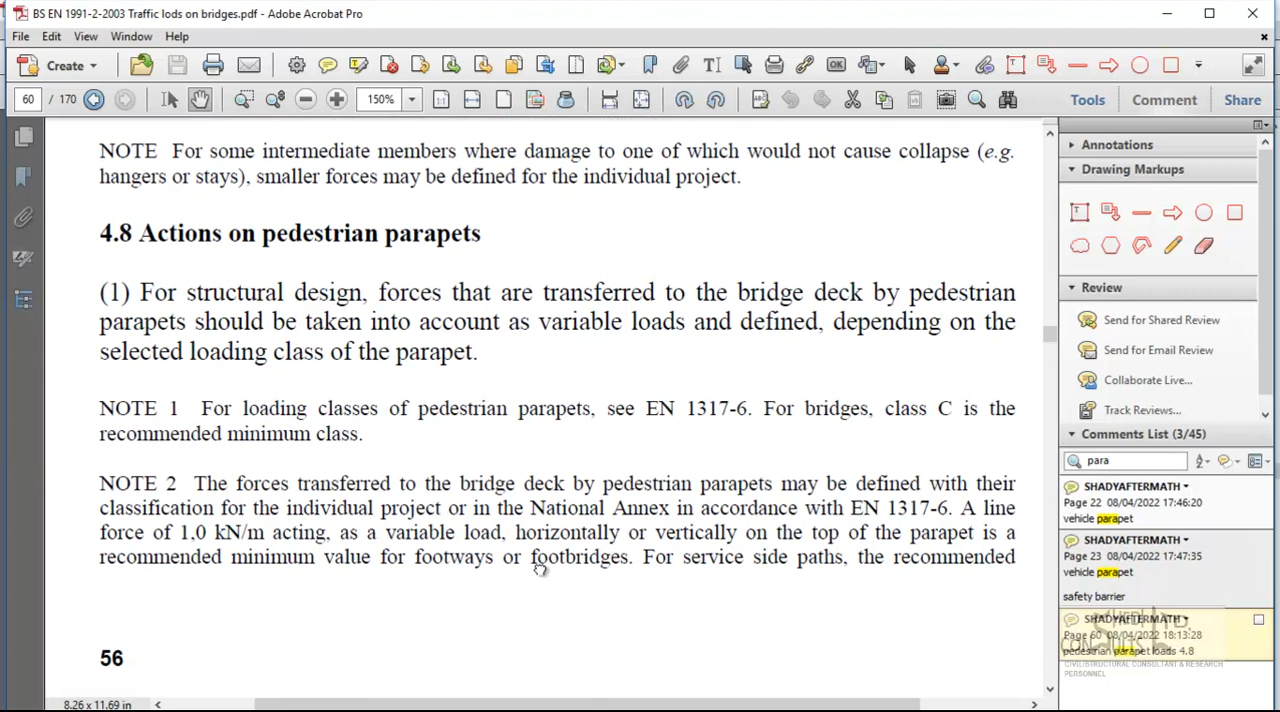 BS EN 1991-2-2003 Traffic lods on bridges.pdf - Adobe Acrobat Pro
File Edit View Window Help
Create
60 / 170 150% Tools Comment Share
NOTE For some intermediate members where damage to one of which would not cause collapse (e.g.
hangers or stays), smaller forces may be defined for the individual project.
4.8 Actions on pedestrian parapets
(1) For structural design, forces that are transferred to the bridge deck by pedestrian
parapets should be taken into account as variable loads and defined, depending on the
selected loading class of the parapet.
NOTE 1 For loading classes of pedestrian parapets, see EN 1317-6. For bridges, class C is the
recommended minimum class.
NOTE 2 The forces transferred to the bridge deck by pedestrian parapets may be defined with their
classification for the individual project or in the National Annex in accordance with EN 1317-6. A line
force of 1,0 kN/m acting, as a variable load, horizontally or vertically on the top of the parapet is a
recommended minimum value for footways or footbridges. For service side paths, the recommended
56
8.26 x 11.69 in
Annotations
Drawing Markups
Review
Send for Shared Review
Send for Email Review
Collaborate Live...
Track Reviews...
Comments List (3/45)
para
SHADYAFTERMATH
Page 22 08/04/2022 17:46:20
vehicle parapet
SHADYAFTERMATH
Page 23 08/04/2022 17:47:35
vehicle parapet
safety barrier
SHADYAFTERMATH
Page 60 08/04/2022 18:13:28
pedestrian parapet loads 4.8
CIVIL/STRUCTURAL CONSULTANT & RESEARCH
PERSONNEL